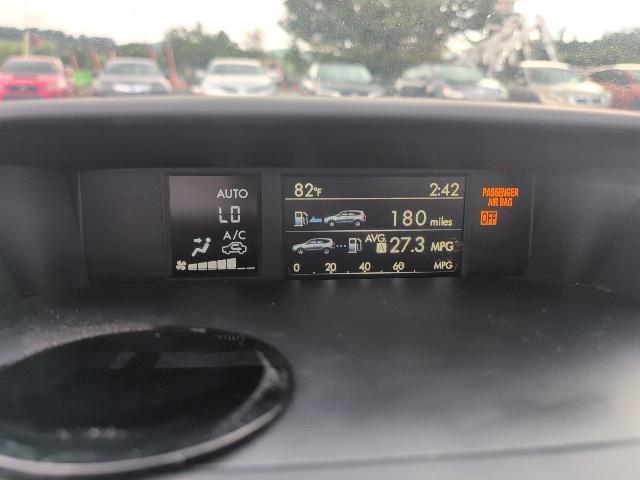 AUTO
LO
A/C
82°F 2:42
180 miles
AVG. A 27.3 MPG
0 20 40 60 MPG
PASSENGER
AIR BAG
OFF